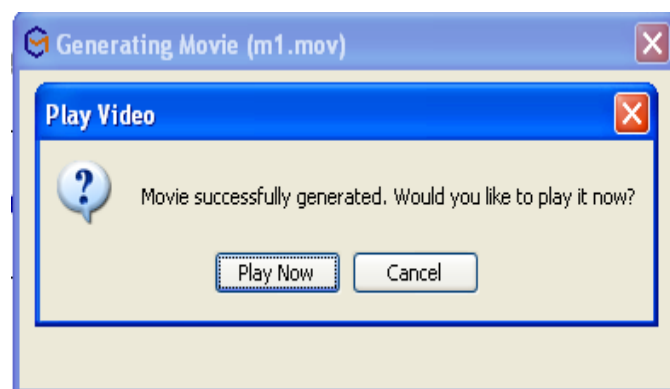 Generating Movie (m1.mov)
Play Video
Movie successfully generated. Would you like to play it now?
Play Now
Cancel